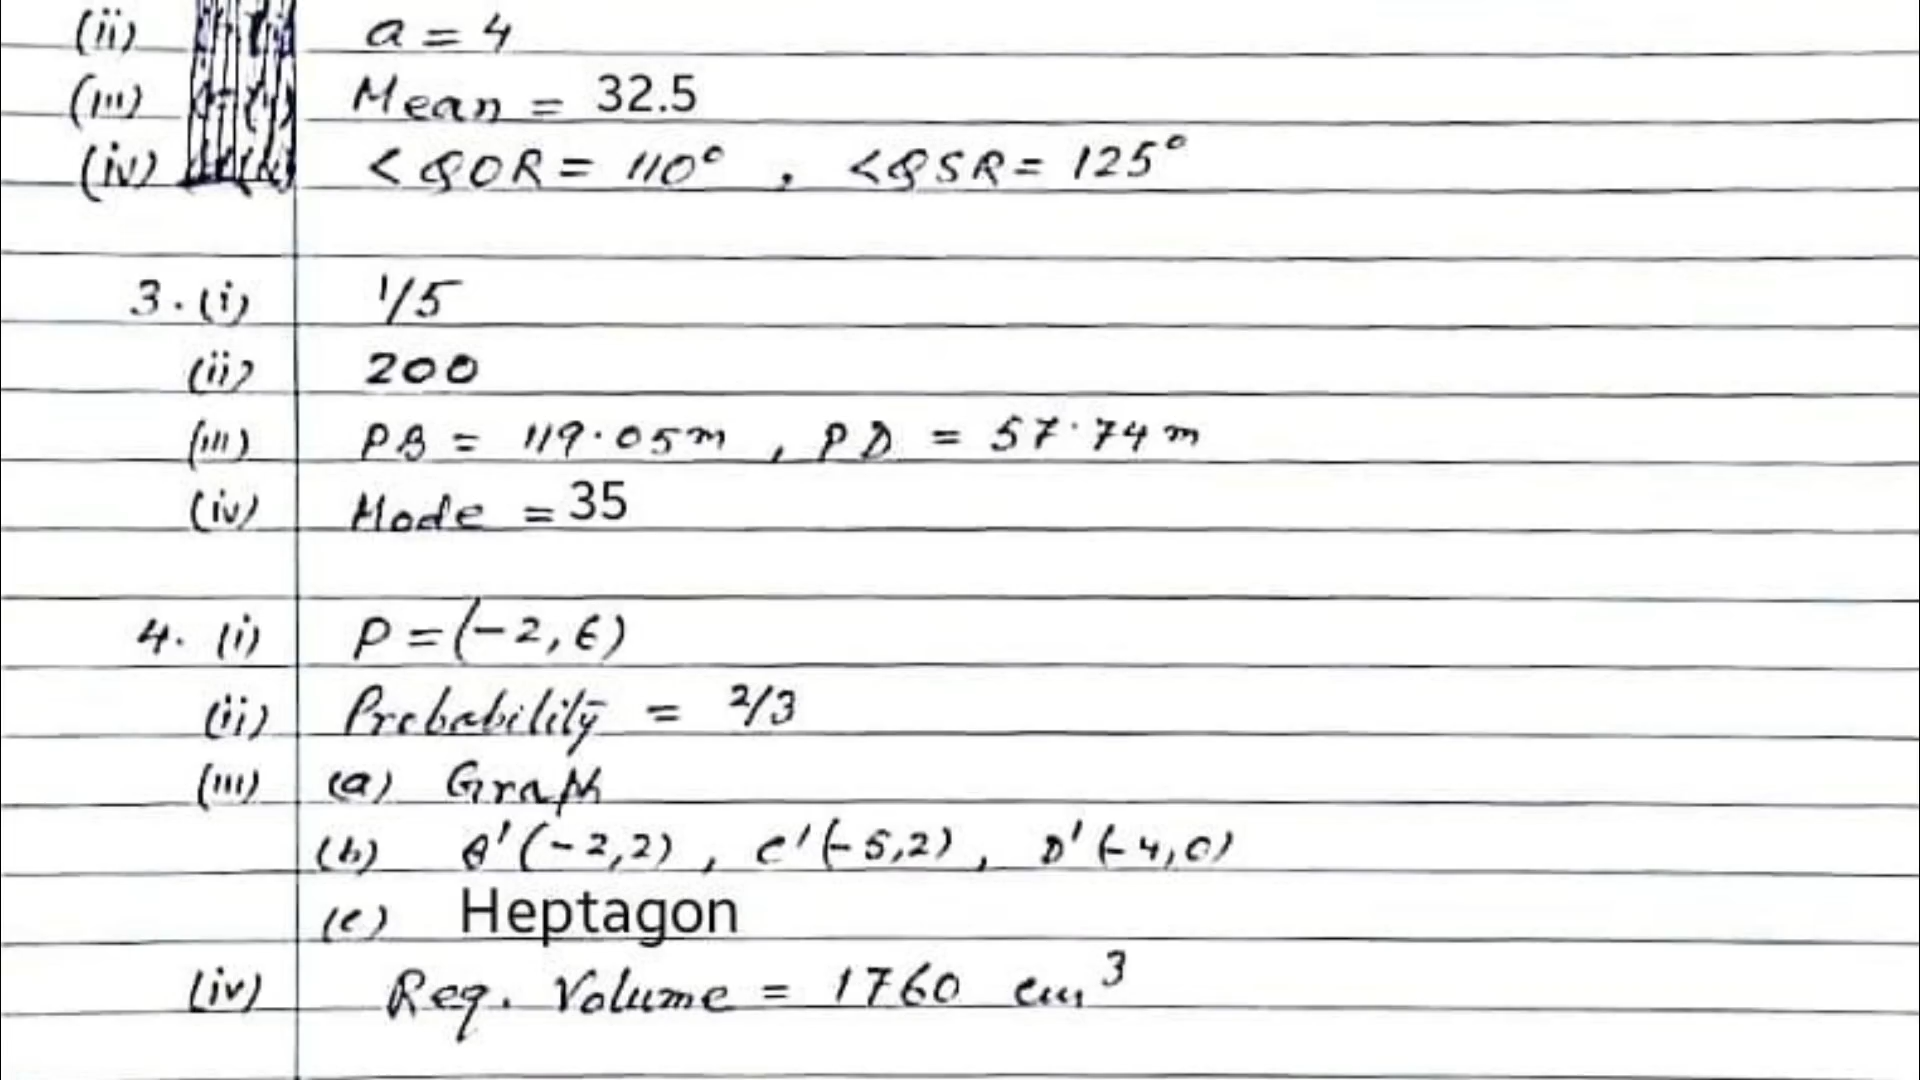 (ii) a = 4
(iii) Mean = 32.5
(iv) <QOR = 110°, <QSR = 125°
3. (i) 1/5
(ii) 200
(iii) PB = 119.05m, PD = 57.74m
(iv) Mode = 35
4. (i) P = (-2, 6)
(ii) Probability = 2/3
(iii) (a) Graph
(b) B'(-2,2), C'(-5,2), D'(-4,0)
(c) Heptagon
(iv) Req. Volume = 1760 cm³